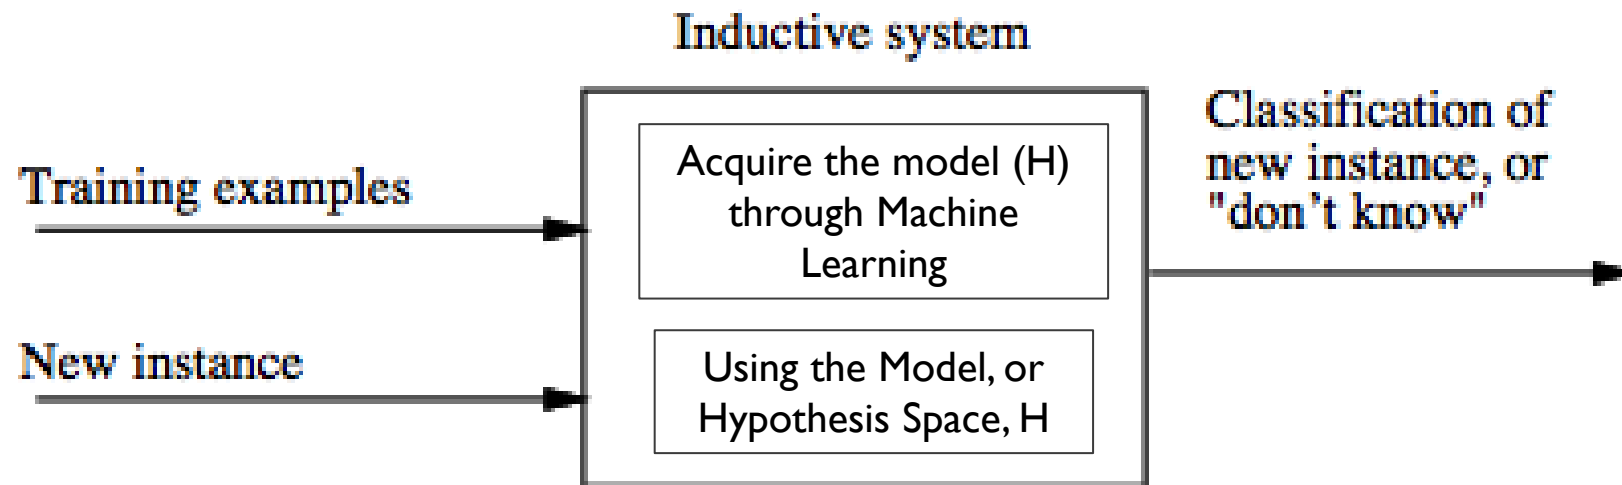 Inductive system
Training examples
New instance
Acquire the model (H)
through Machine
Learning
Using the Model, or
Hypothesis Space, H
Classification of
new instance, or
"don't know"